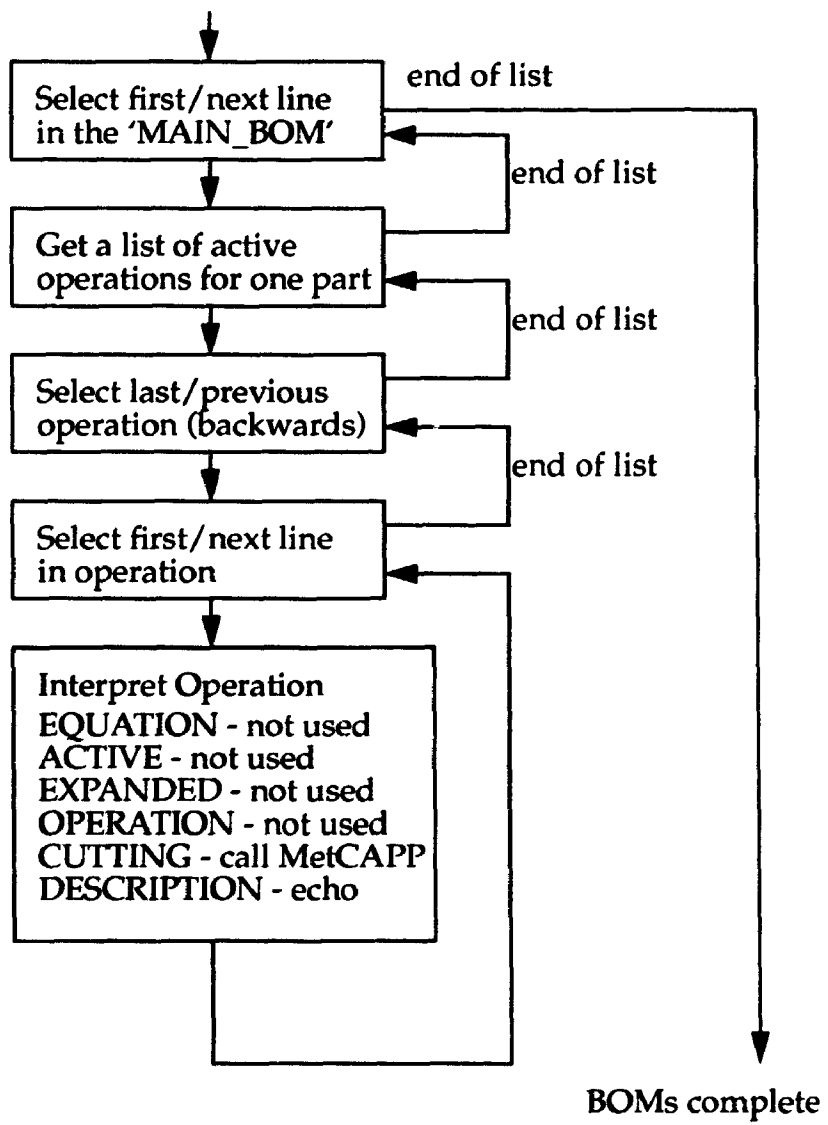 end of list
Select first/next line
in the 'MAIN_BOM'
end of list
Get a list of active
operations for one part
end of list
Select last/previous
operation (backwards)
end of list
Select first/next line
in operation
Interpret Operation
EQUATION - not used
ACTIVE - not used
EXPANDED - not used
OPERATION - not used
CUTTING - call MetCAPP
DESCRIPTION - echo
BOMs complete